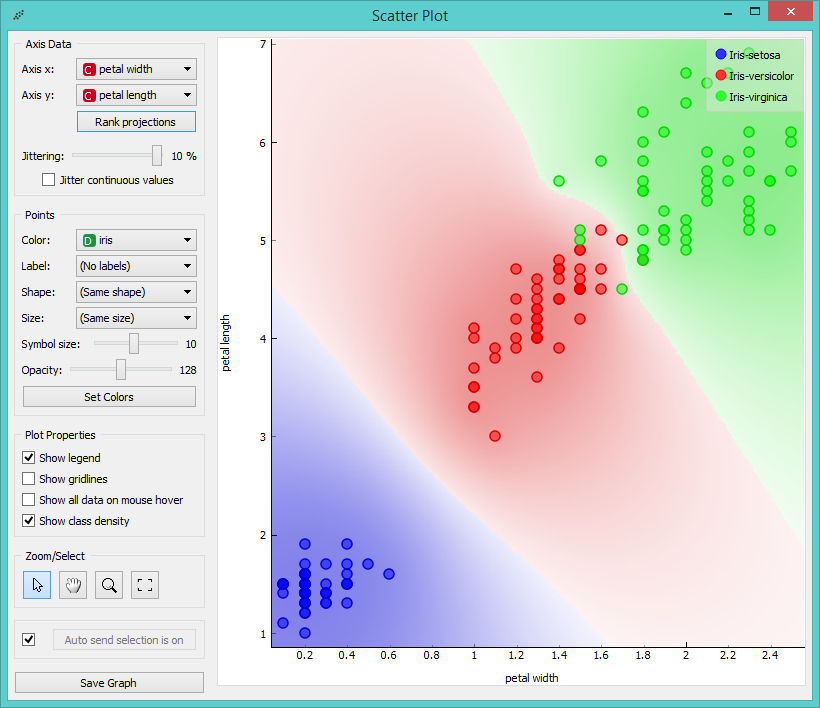 Scatter Plot
Axis Data
Axis x: C petal width
Axis y: C petal length
Rank projections
Jittering: 10 %
Jitter continuous values
Points
Color: D iris
Label: (No labels)
Shape: (Same shape)
Size: (Same size)
Symbol size: 10
Opacity: 128
Set Colors
Plot Properties
Show legend
Show gridlines
Show all data on mouse hover
Show class density
Zoom/Select
Auto send selection is on
Save Graph
Iris-setosa
Iris-versicolor
Iris-virginica
petal length
7
6
5
4
3
2
1
0.2 0.4 0.6 0.8 1 1.2 1.4 1.6 1.8 2 2.2 2.4
petal width